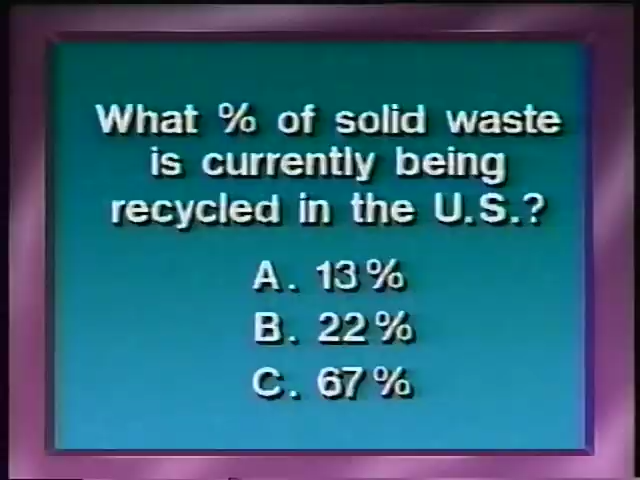 What % of solid waste
is currently being
recycled in the U.S.?
A. 13%
B. 22%
C. 67%